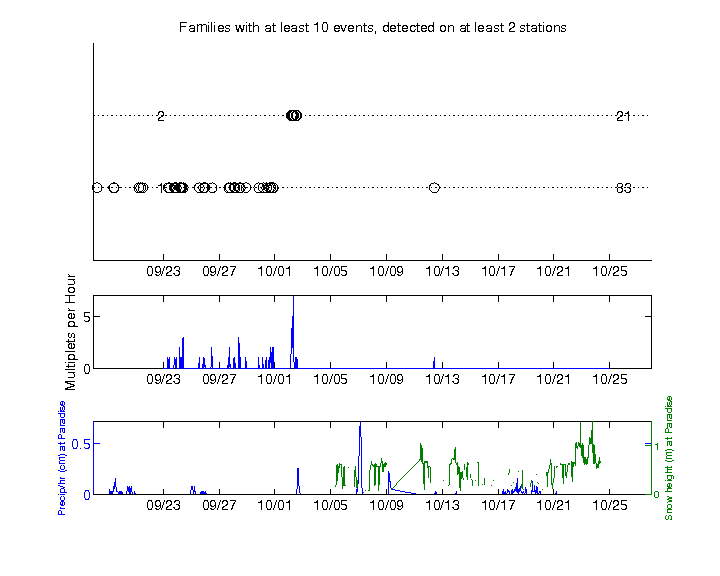 Families with at least 10 events, detected on at least 2 stations
2 21
1 83
09/23 09/27 10/01 10/05 10/09 10/13 10/17 10/21 10/25
Multiplets per Hour
5
0
09/23 09/27 10/01 10/05 10/09 10/13 10/17 10/21 10/25
Precip/hr (cm) at Paradise
0.5
0
1
0
Snow height (m) at Paradise
09/23 09/27 10/01 10/05 10/09 10/13 10/17 10/21 10/25